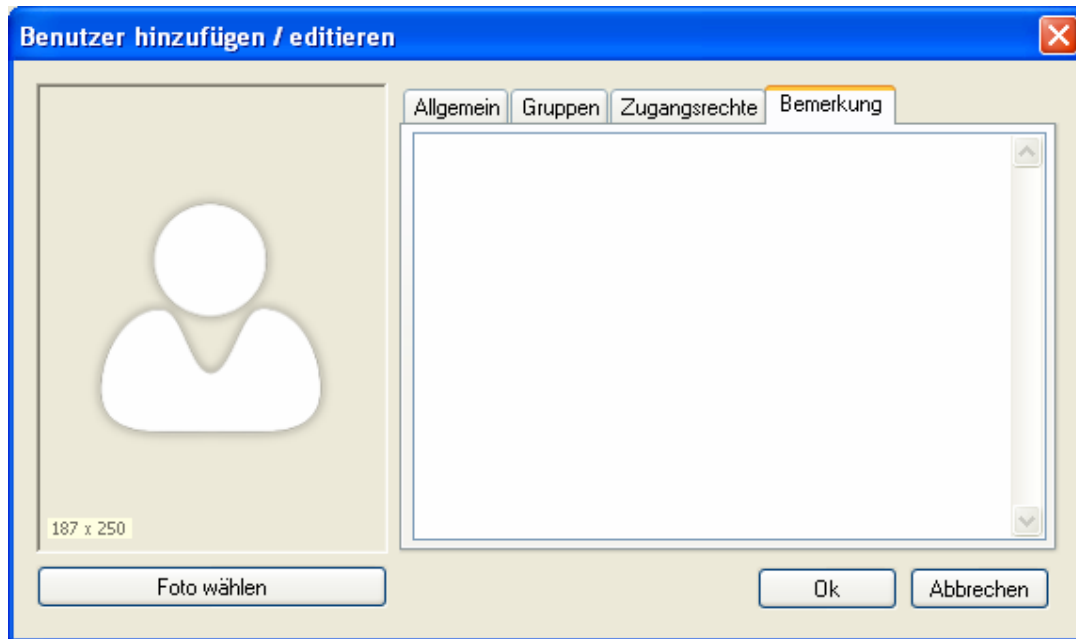 Benutzer hinzufügen / editieren
Allgemein Gruppen Zugangsrechte Bemerkung
187 x 250
Foto wählen
Ok Abbrechen